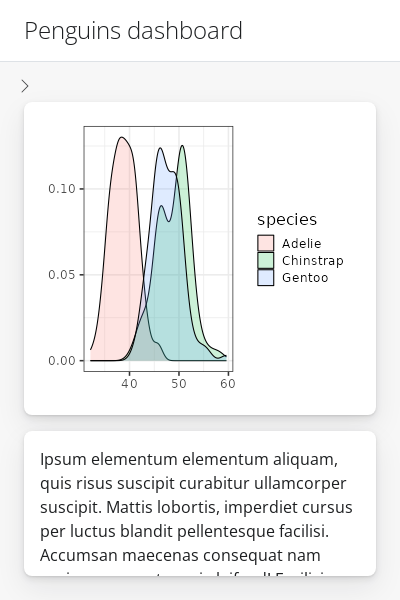 Penguins dashboard
0.10
0.05
0.00
40 50 60
species
Adelie
Chinstrap
Gentoo
Ipsum elementum elementum aliquam,
quis risus suscipit curabitur ullamcorper
suscipit. Mattis lobortis, imperdiet cursus
per luctus blandit pellentesque facilisi.
Accumsan maecenas consequat nam